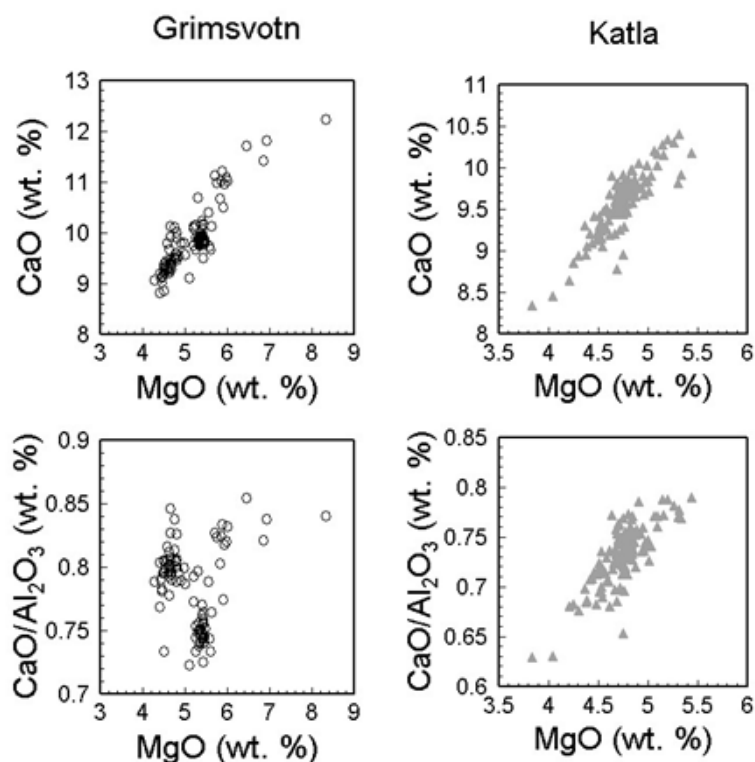 Grimsvotn
Katla
13
12
11
10
9
8
CaO (wt. %)
3 4 5 6 7 8 9
MgO (wt. %)
11
10.5
10
9.5
9
8.5
8
CaO (wt. %)
3.5 4 4.5 5 5.5 6
MgO (wt. %)
0.9
0.85
0.8
0.75
0.7
CaO/Al₂O₃ (wt. %)
3 4 5 6 7 8 9
MgO (wt. %)
0.85
0.8
0.75
0.7
0.65
0.6
CaO/Al₂O₃ (wt. %)
3.5 4 4.5 5 5.5 6
MgO (wt. %)